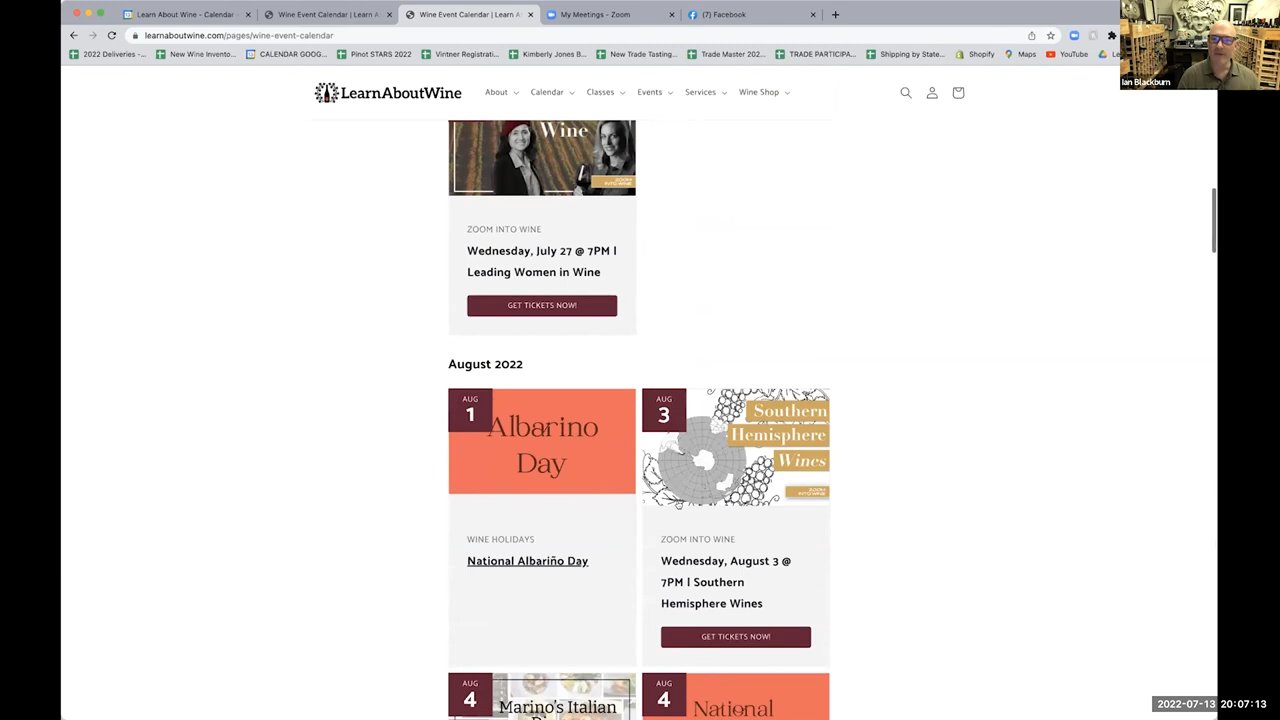 Learn About Wine - Calendar -
Wine Event Calendar | Learn A
Wine Event Calendar | Learn A
My Meetings - Zoom
(7) Facebook
learnaboutwine.com/pages/wine-event-calendar
2022 Deliveries -...
New Wine Invento...
CALENDAR GOOG...
Pinot STARS 2022
Vintner Registrati...
Kimberly Jones B...
New Trade Tasting...
Trade Master 202...
TRADE PARTICIPA...
Shipping by State...
Shopify
Maps
YouTube
Ian Blackburn
LearnAboutWine
About
Calendar
Classes
Events
Services
Wine Shop
Wine
ZOOM INTO WINE
ZOOM INTO WINE
Wednesday, July 27 @ 7PM |
Leading Women in Wine
GET TICKETS NOW!
August 2022
AUG
1
Albarino
Day
AUG
3
Southern
Hemisphere
Wines
ZOOM
INTO WINE
WINE HOLIDAYS
National Albariño Day
ZOOM INTO WINE
Wednesday, August 3 @
7PM | Southern
Hemisphere Wines
GET TICKETS NOW!
AUG
4
Marino's Italian
AUG
4
National
2022-07-13 20:07:13